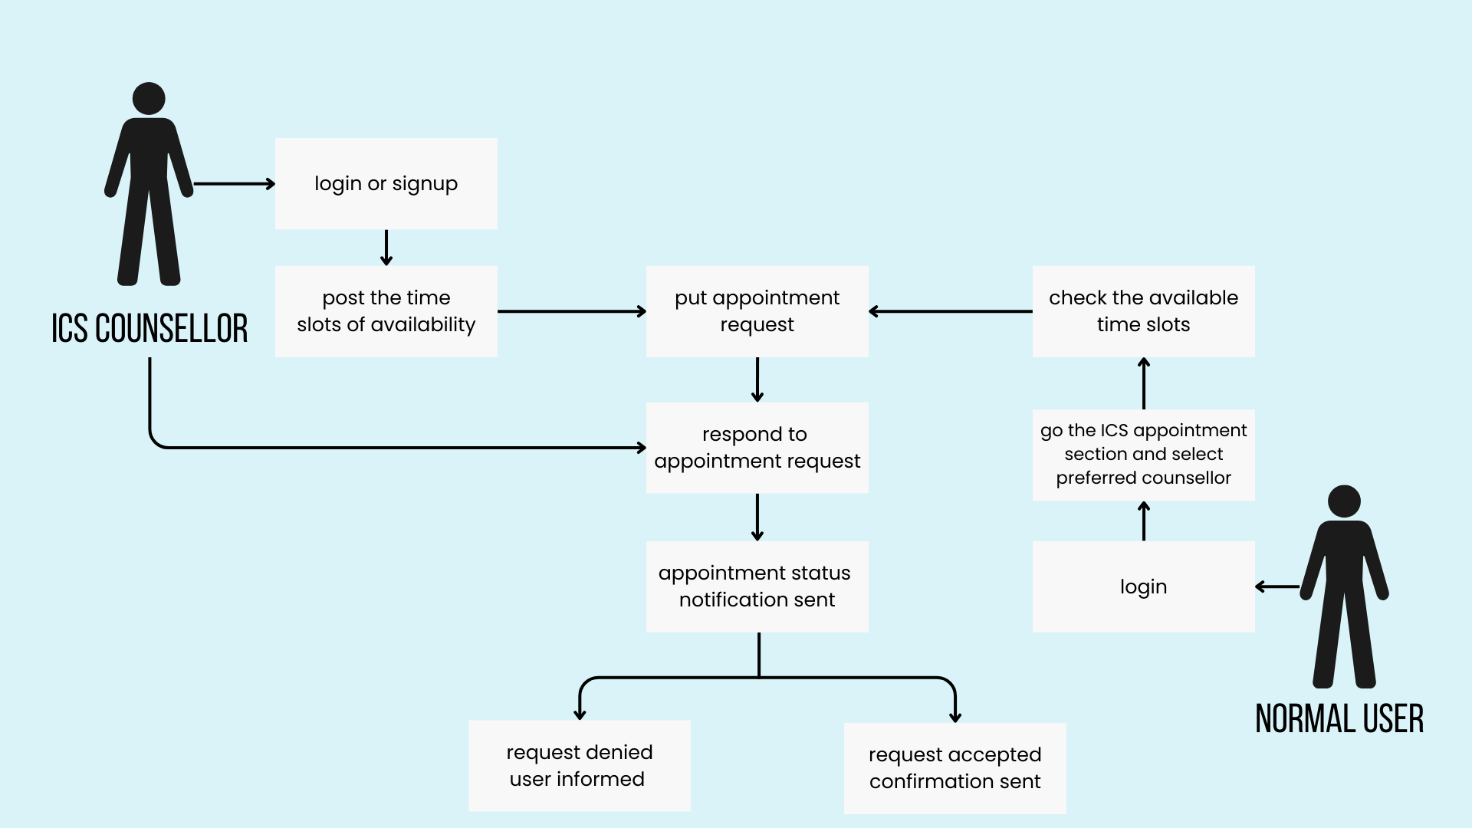 login or signup
ICS COUNSELLOR
post the time
slots of availability
put appointment
request
check the available
time slots
respond to
appointment request
go the ICS appointment
section and select
preferred counsellor
appointment status
notification sent
login
NORMAL USER
request denied
user informed
request accepted
confirmation sent